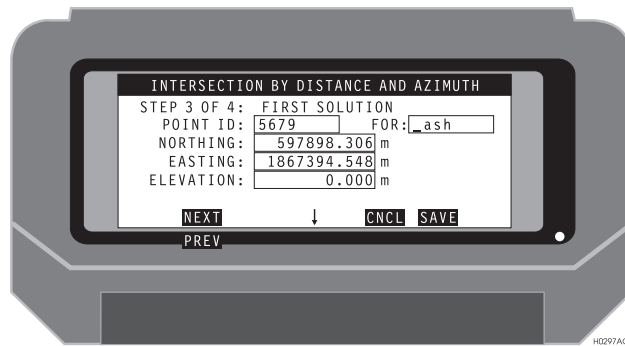 INTERSECTION BY DISTANCE AND AZIMUTH
STEP 3 OF 4: FIRST SOLUTION
POINT ID: 5679 FOR: _ash
NORTHING: 597898.306 m
EASTING: 1867394.548 m
ELEVATION: 0.000 m
NEXT ↓ CNCL SAVE
PREV
H0297AC